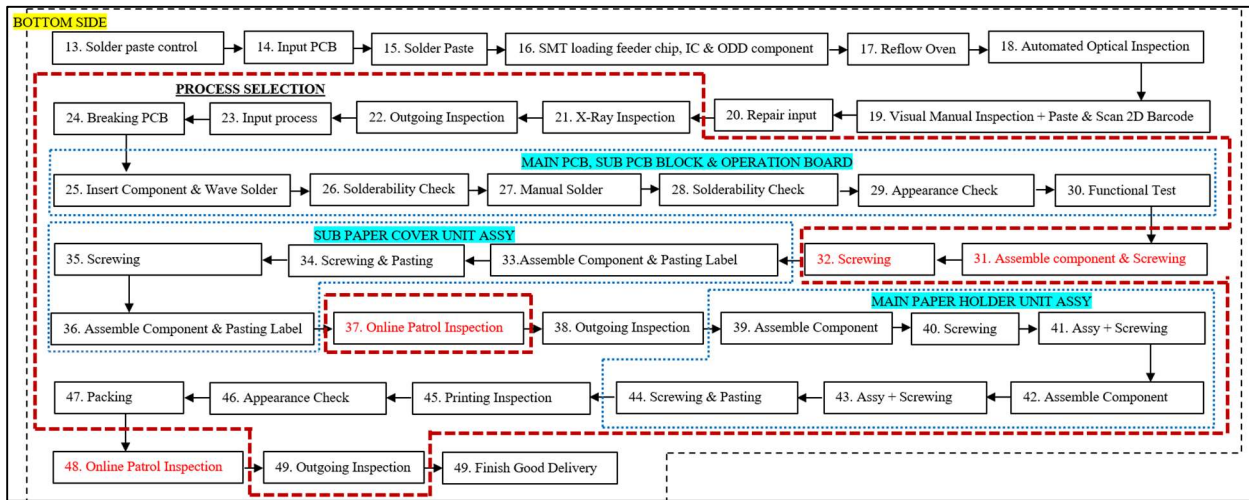 BOTTOM SIDE
13. Solder paste control
14. Input PCB
15. Solder Paste
16. SMT loading feeder chip, IC & ODD component
17. Reflow Oven
18. Automated Optical Inspection
PROCESS SELECTION
24. Breaking PCB
23. Input process
22. Outgoing Inspection
21. X-Ray Inspection
20. Repair input
19. Visual Manual Inspection + Paste & Scan 2D Barcode
MAIN PCB, SUB PCB BLOCK & OPERATION BOARD
25. Insert Component & Wave Solder
26. Solderability Check
27. Manual Solder
28. Solderability Check
29. Appearance Check
30. Functional Test
SUB PAPER COVER UNIT ASSY
35. Screwing
34. Screwing & Pasting
33.Assemble Component & Pasting Label
32. Screwing
31. Assemble component & Screwing
MAIN PAPER HOLDER UNIT ASSY
36. Assemble Component & Pasting Label
37. Online Patrol Inspection
38. Outgoing Inspection
39. Assemble Component
40. Screwing
41. Assy + Screwing
47. Packing
46. Appearance Check
45. Printing Inspection
44. Screwing & Pasting
43. Assy + Screwing
42. Assemble Component
48. Online Patrol Inspection
49. Outgoing Inspection
49. Finish Good Delivery